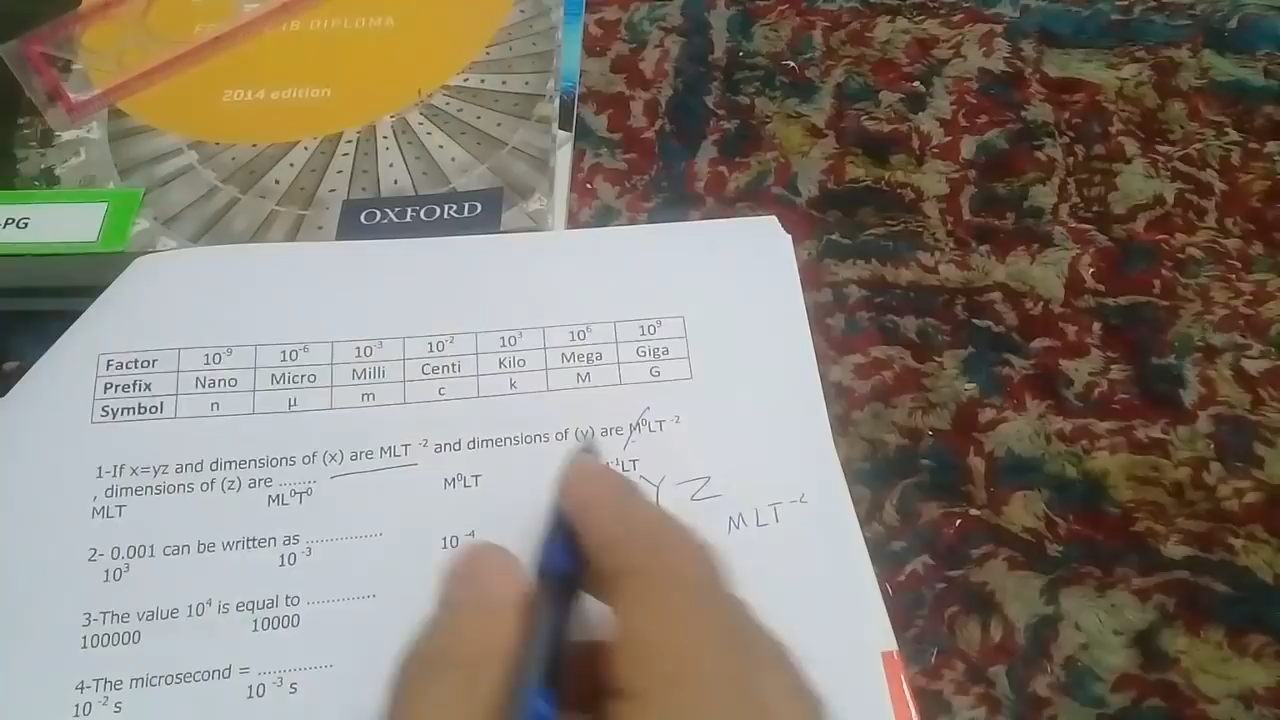 IB DIPLOMA
2014 edition
-PG
OXFORD
Factor 10⁻⁹ 10⁻⁶ 10⁻³ 10⁻² 10³ 10⁶ 10⁹
Prefix Nano Micro Milli Centi Kilo Mega Giga
Symbol n μ m c k M G
1-If x=yz and dimensions of (x) are MLT ⁻² and dimensions of (y) are M⁰LT ⁻²
, dimensions of (z) are ........
MLT ML⁰T⁰ M⁰LT ⁻¹LT
Y Z
MLT⁻²
2- 0.001 can be written as ...............
10³ 10 ⁻³ 10 ⁻⁴
3-The value 10⁴ is equal to .............
100000 10000
4-The microsecond = ..............
10 ⁻² s 10 ⁻³ s